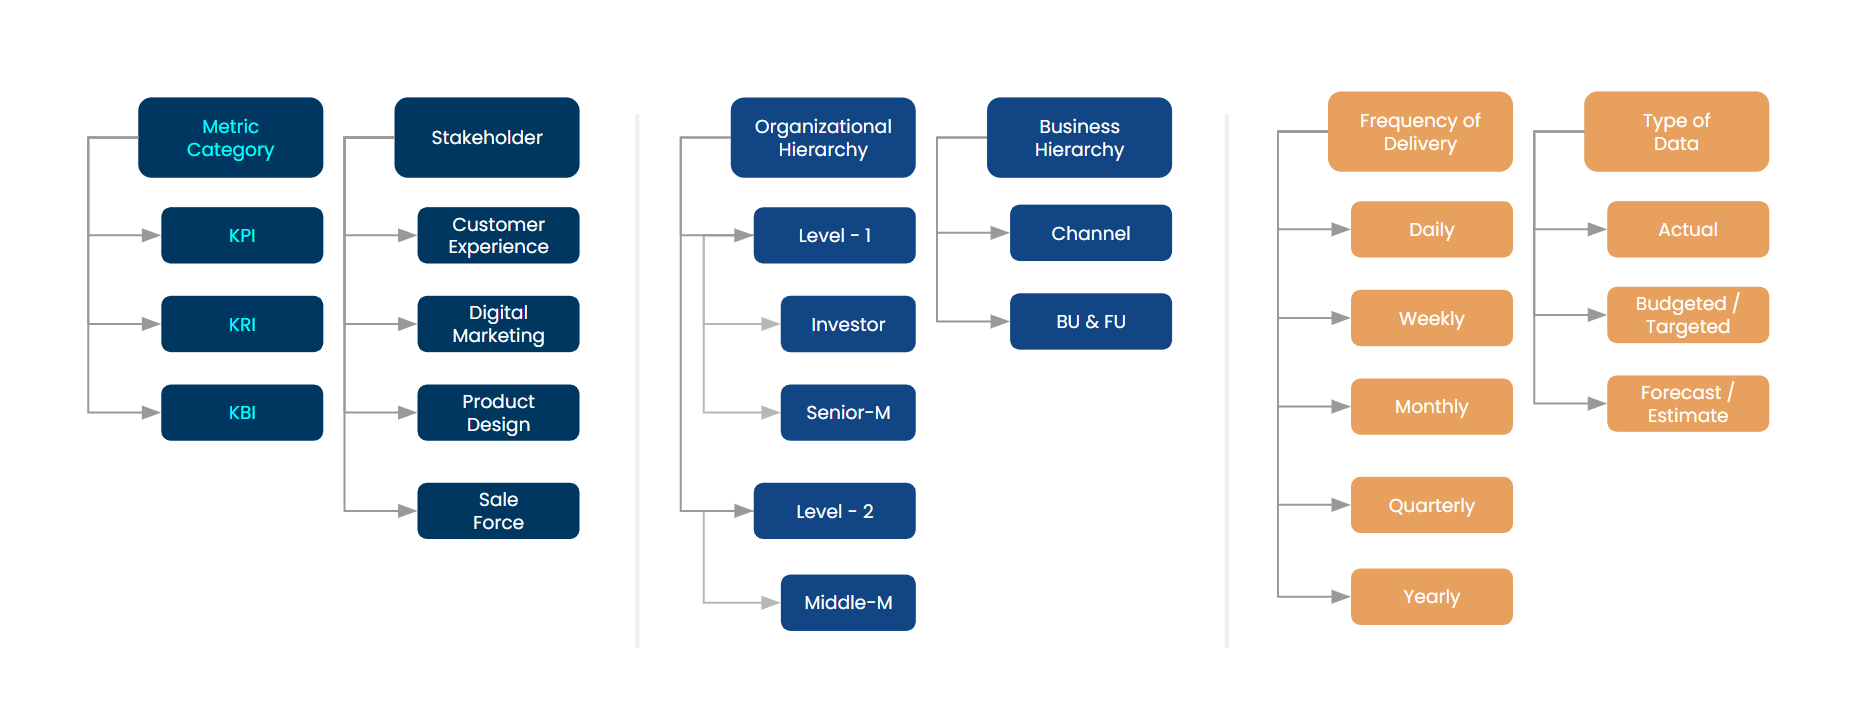 Metric
Category
KPI
KRI
KBI
Stakeholder
Customer
Experience
Digital
Marketing
Product
Design
Sale
Force
Organizational
Hierarchy
Level - 1
Investor
Senior-M
Level - 2
Middle-M
Business
Hierarchy
Channel
BU & FU
Frequency of
Delivery
Daily
Weekly
Monthly
Quarterly
Yearly
Type of
Data
Actual
Budgeted /
Targeted
Forecast /
Estimate